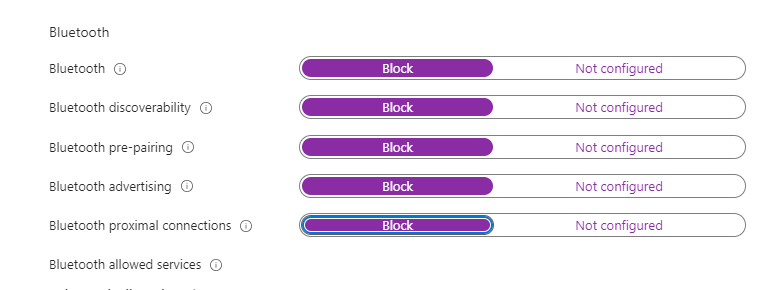 Bluetooth
Bluetooth Block Not configured
Bluetooth discoverability Block Not configured
Bluetooth pre-pairing Block Not configured
Bluetooth advertising Block Not configured
Bluetooth proximal connections Block Not configured
Bluetooth allowed services